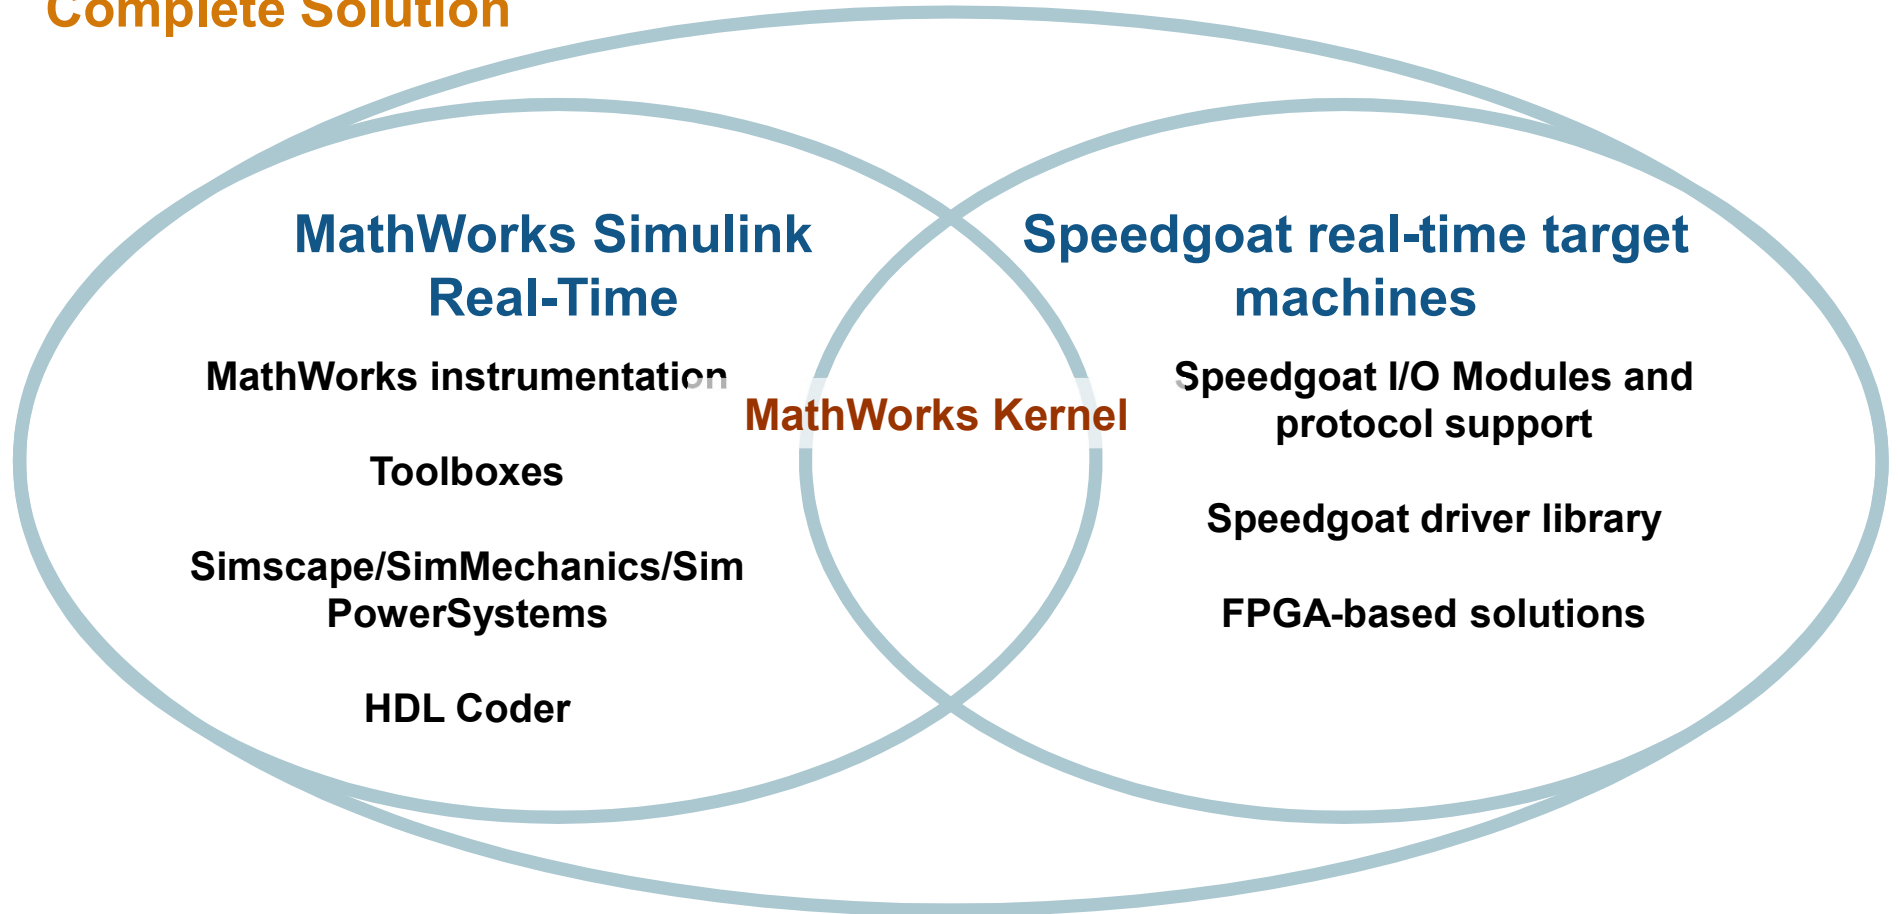 Complete Solution
MathWorks Simulink
Real-Time
MathWorks instrumentation
Toolboxes
Simscape/SimMechanics/Sim
PowerSystems
HDL Coder
MathWorks Kernel
Speedgoat real-time target
machines
Speedgoat I/O Modules and
protocol support
Speedgoat driver library
FPGA-based solutions